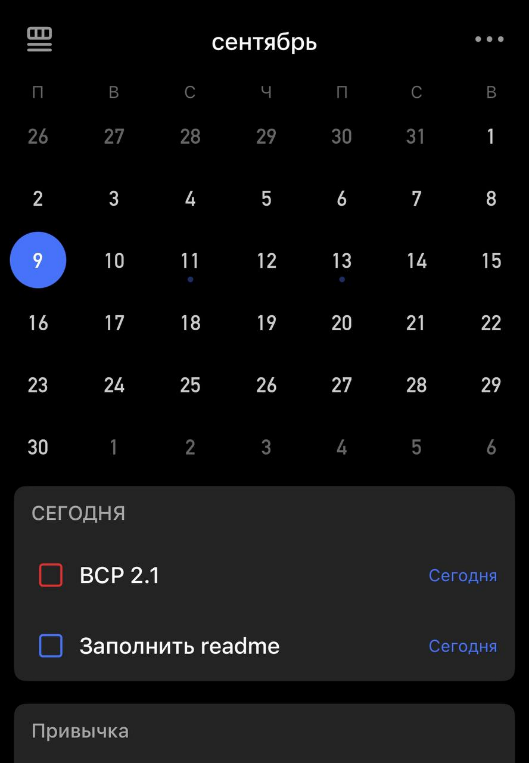 сентябрь
П В С Ч П С В
26 27 28 29 30 31 1
2 3 4 5 6 7 8
9 10 11 12 13 14 15
16 17 18 19 20 21 22
23 24 25 26 27 28 29
30 1 2 3 4 5 6
СЕГОДНЯ
ВСР 2.1 Сегодня
Заполнить readme Сегодня
Привычка